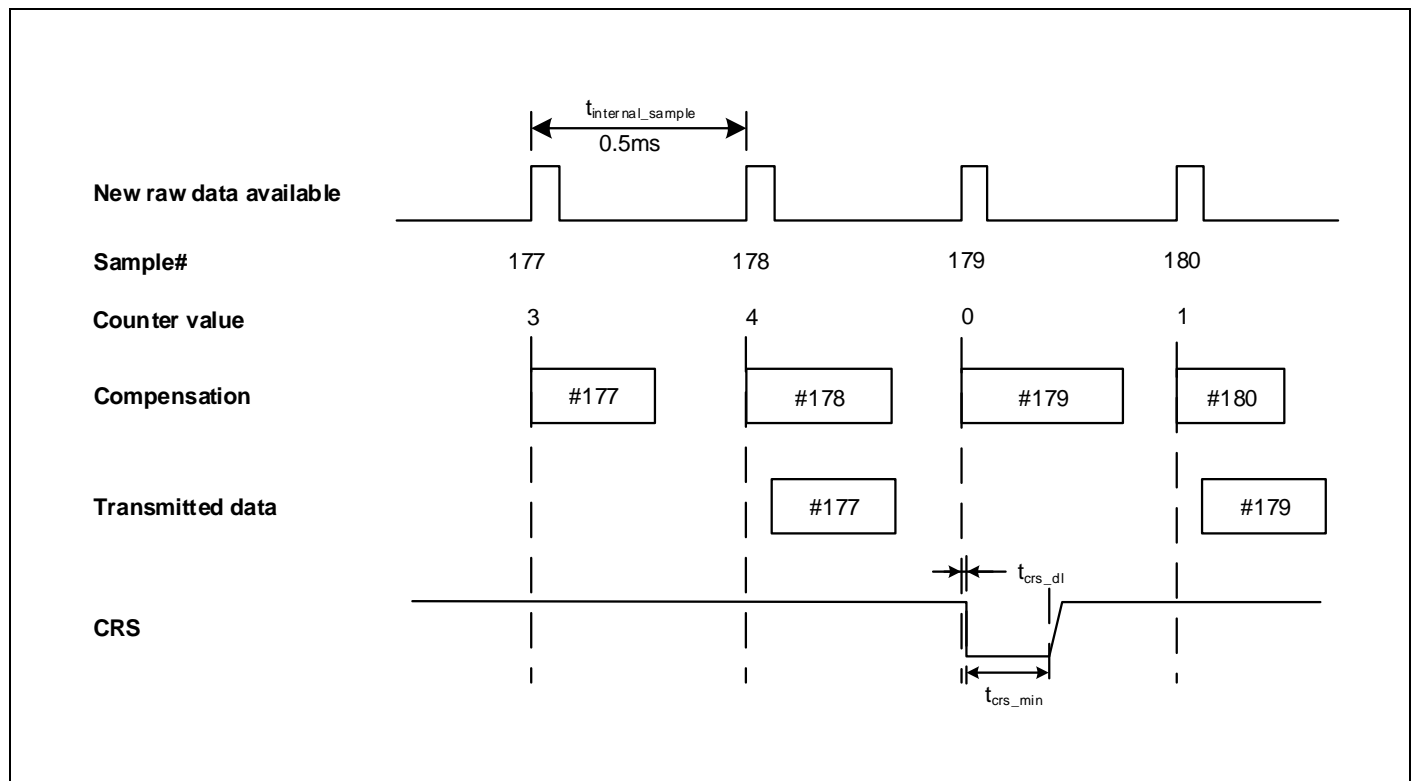 t_internal_sample
0.5ms
New raw data available
Sample# 177 178 179 180
Counter value 3 4 0 1
Compensation #177 #178 #179 #180
Transmitted data #177 #179
t_crs_dl
CRS
t_crs_min